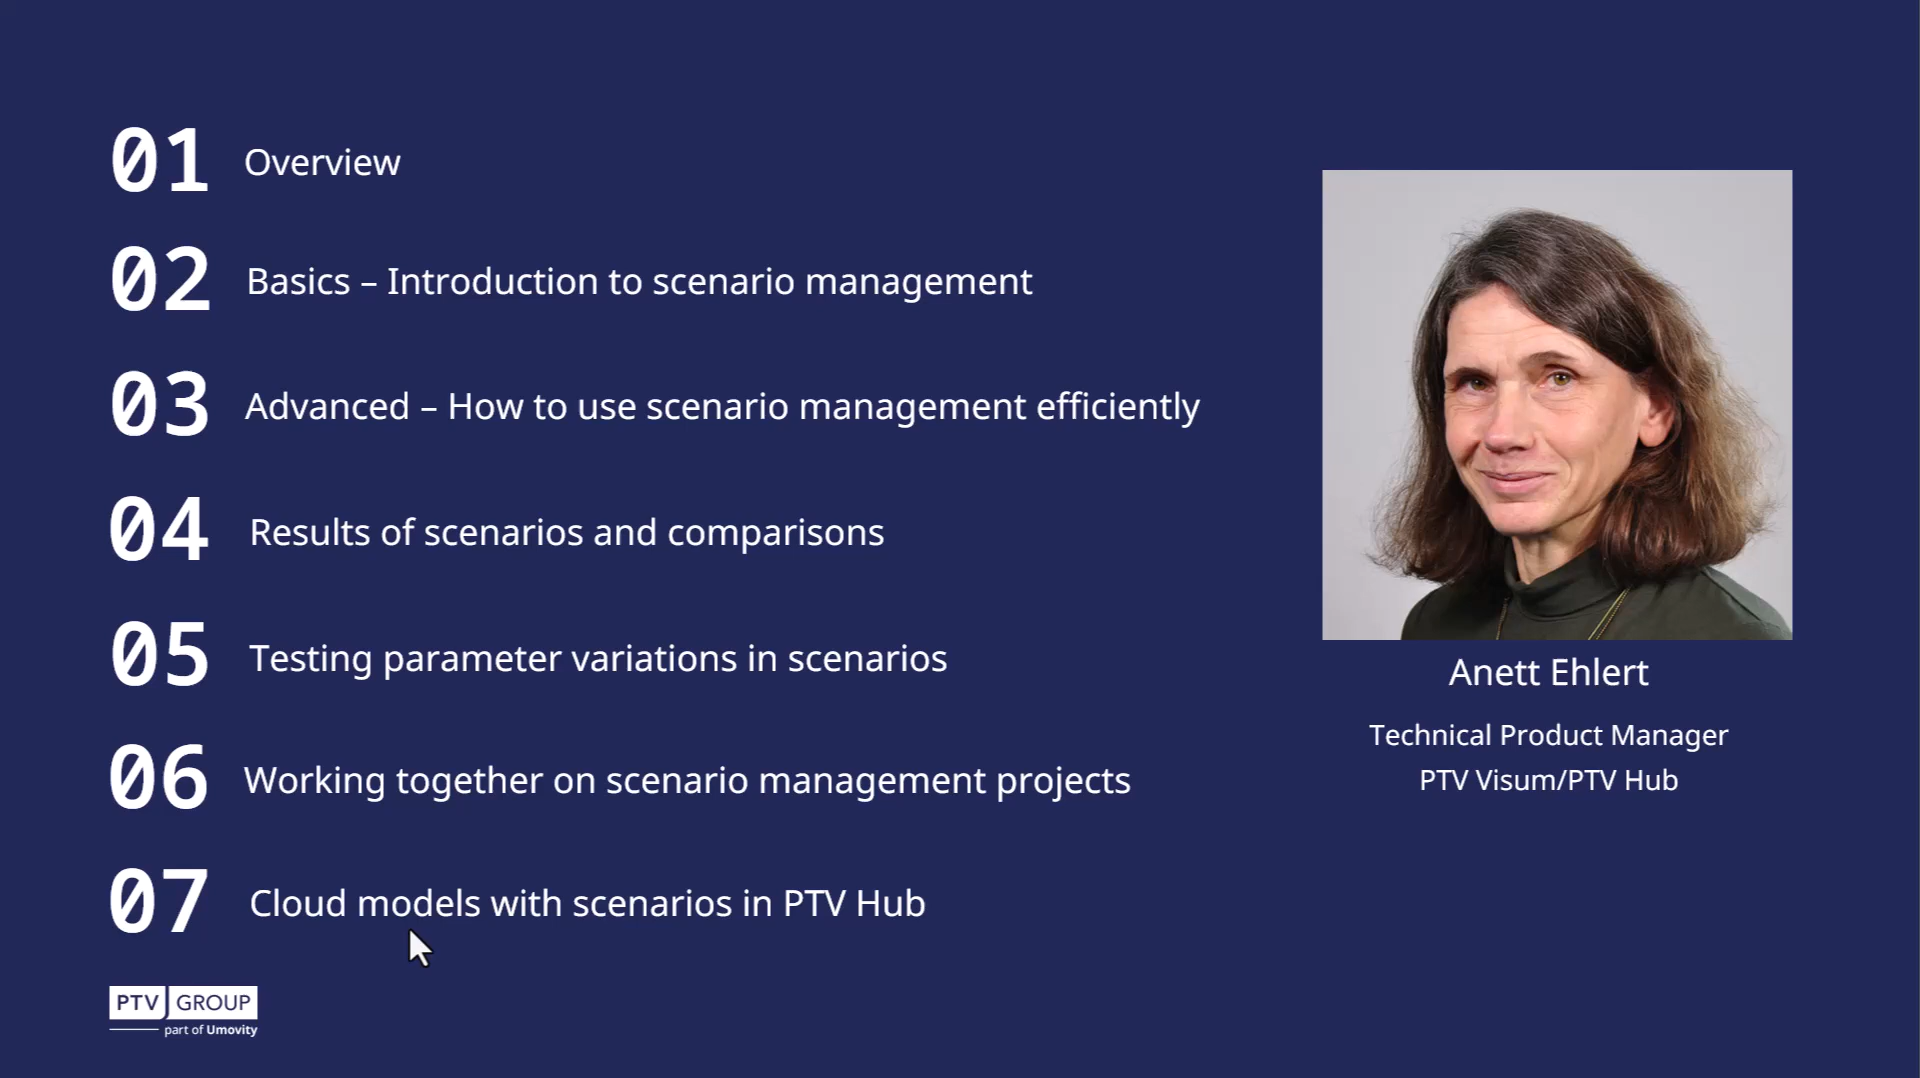 01 Overview
02 Basics – Introduction to scenario management
03 Advanced – How to use scenario management efficiently
04 Results of scenarios and comparisons
05 Testing parameter variations in scenarios
06 Working together on scenario management projects
07 Cloud models with scenarios in PTV Hub
Anett Ehlert
Technical Product Manager
PTV Visum/PTV Hub
PTV GROUP
part of Umovity